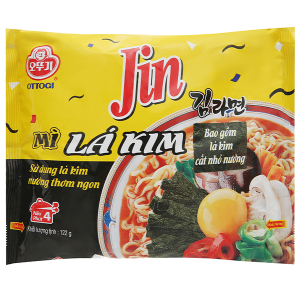 오뚜기
OTTOGI
Jin
김라면
MÌ LÁ KIM
Sử dụng lá kim
nướng thơm ngon
Bao gồm
lá kim
cắt nhỏ nướng
4
Khối lượng tịnh : 122 g